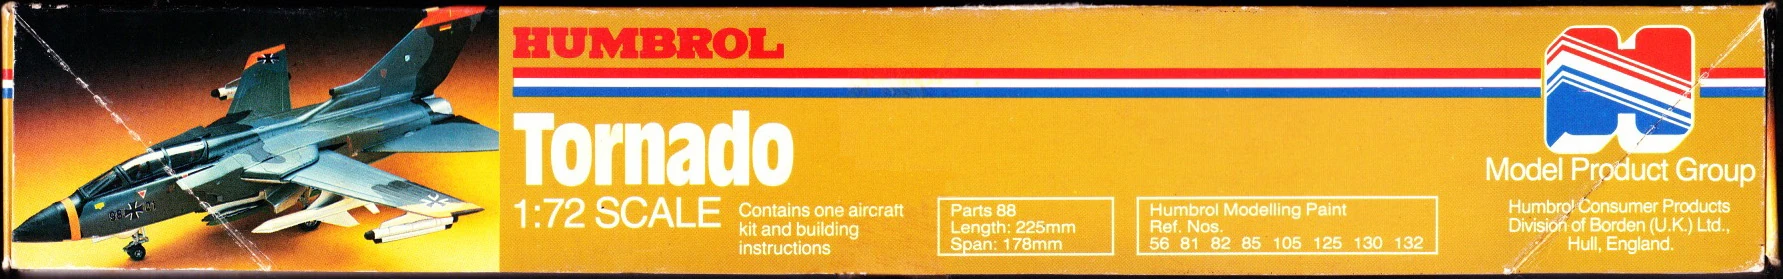 HUMBROL
Tornado
1:72 SCALE
Contains one aircraft
kit and building
instructions
Parts 88
Length: 225mm
Span: 178mm
Humbrol Modelling Paint
Ref. Nos.
56 81 82 85 105 125 130 132
Model Product Group
Humbrol Consumer Products
Division of Borden (U.K.) Ltd.,
Hull, England.
98